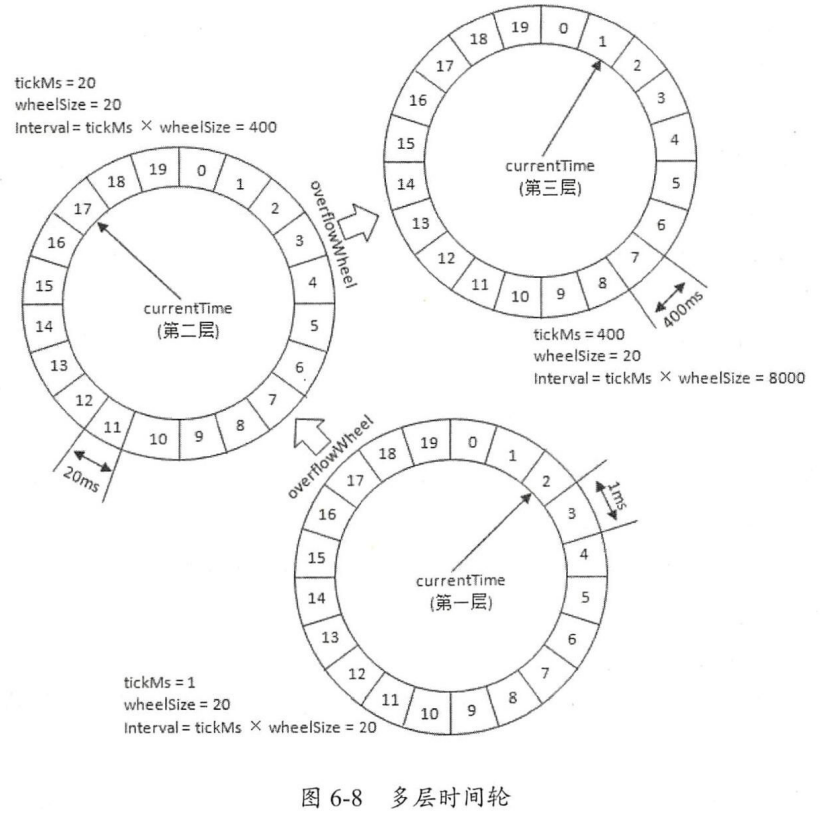 tickMs = 20
wheelSize = 20
Interval = tickMs × wheelSize = 400
0
1
2
3
4
5
6
7
8
9
10
11
12
13
14
15
16
17
18
19
currentTime
(第二层)
20ms
overflowWheel
0
1
2
3
4
5
6
7
8
9
10
11
12
13
14
15
16
17
18
19
currentTime
(第三层)
400ms
tickMs = 400
wheelSize = 20
Interval = tickMs × wheelSize = 8000
overflowWheel
0
1
2
3
4
5
6
7
8
9
10
11
12
13
14
15
16
17
18
19
currentTime
(第一层)
1ms
tickMs = 1
wheelSize = 20
Interval = tickMs × wheelSize = 20
图 6-8 多层时间轮